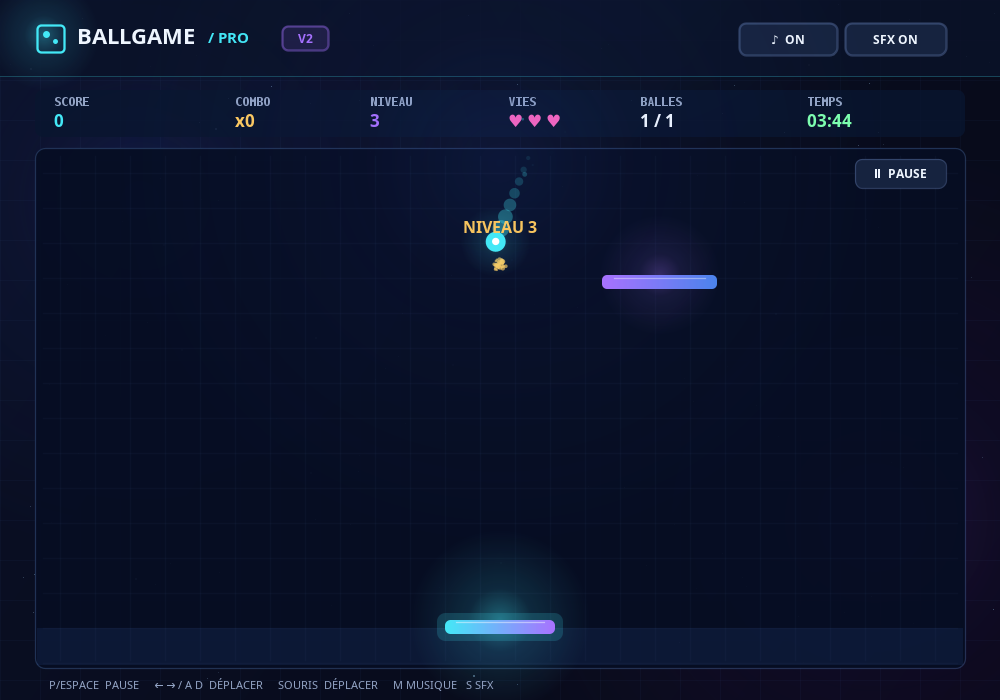 BALLGAME / PRO V2 ♪ ON SFX ON
SCORE COMBO NIVEAU VIES BALLES TEMPS
0 x0 3 ♥ ♥ ♥ 1 / 1 03:44
⏸ PAUSE
NIVEAU 3
P/ESPACE PAUSE ←→/ A D DÉPLACER SOURIS DÉPLACER M MUSIQUE S SFX